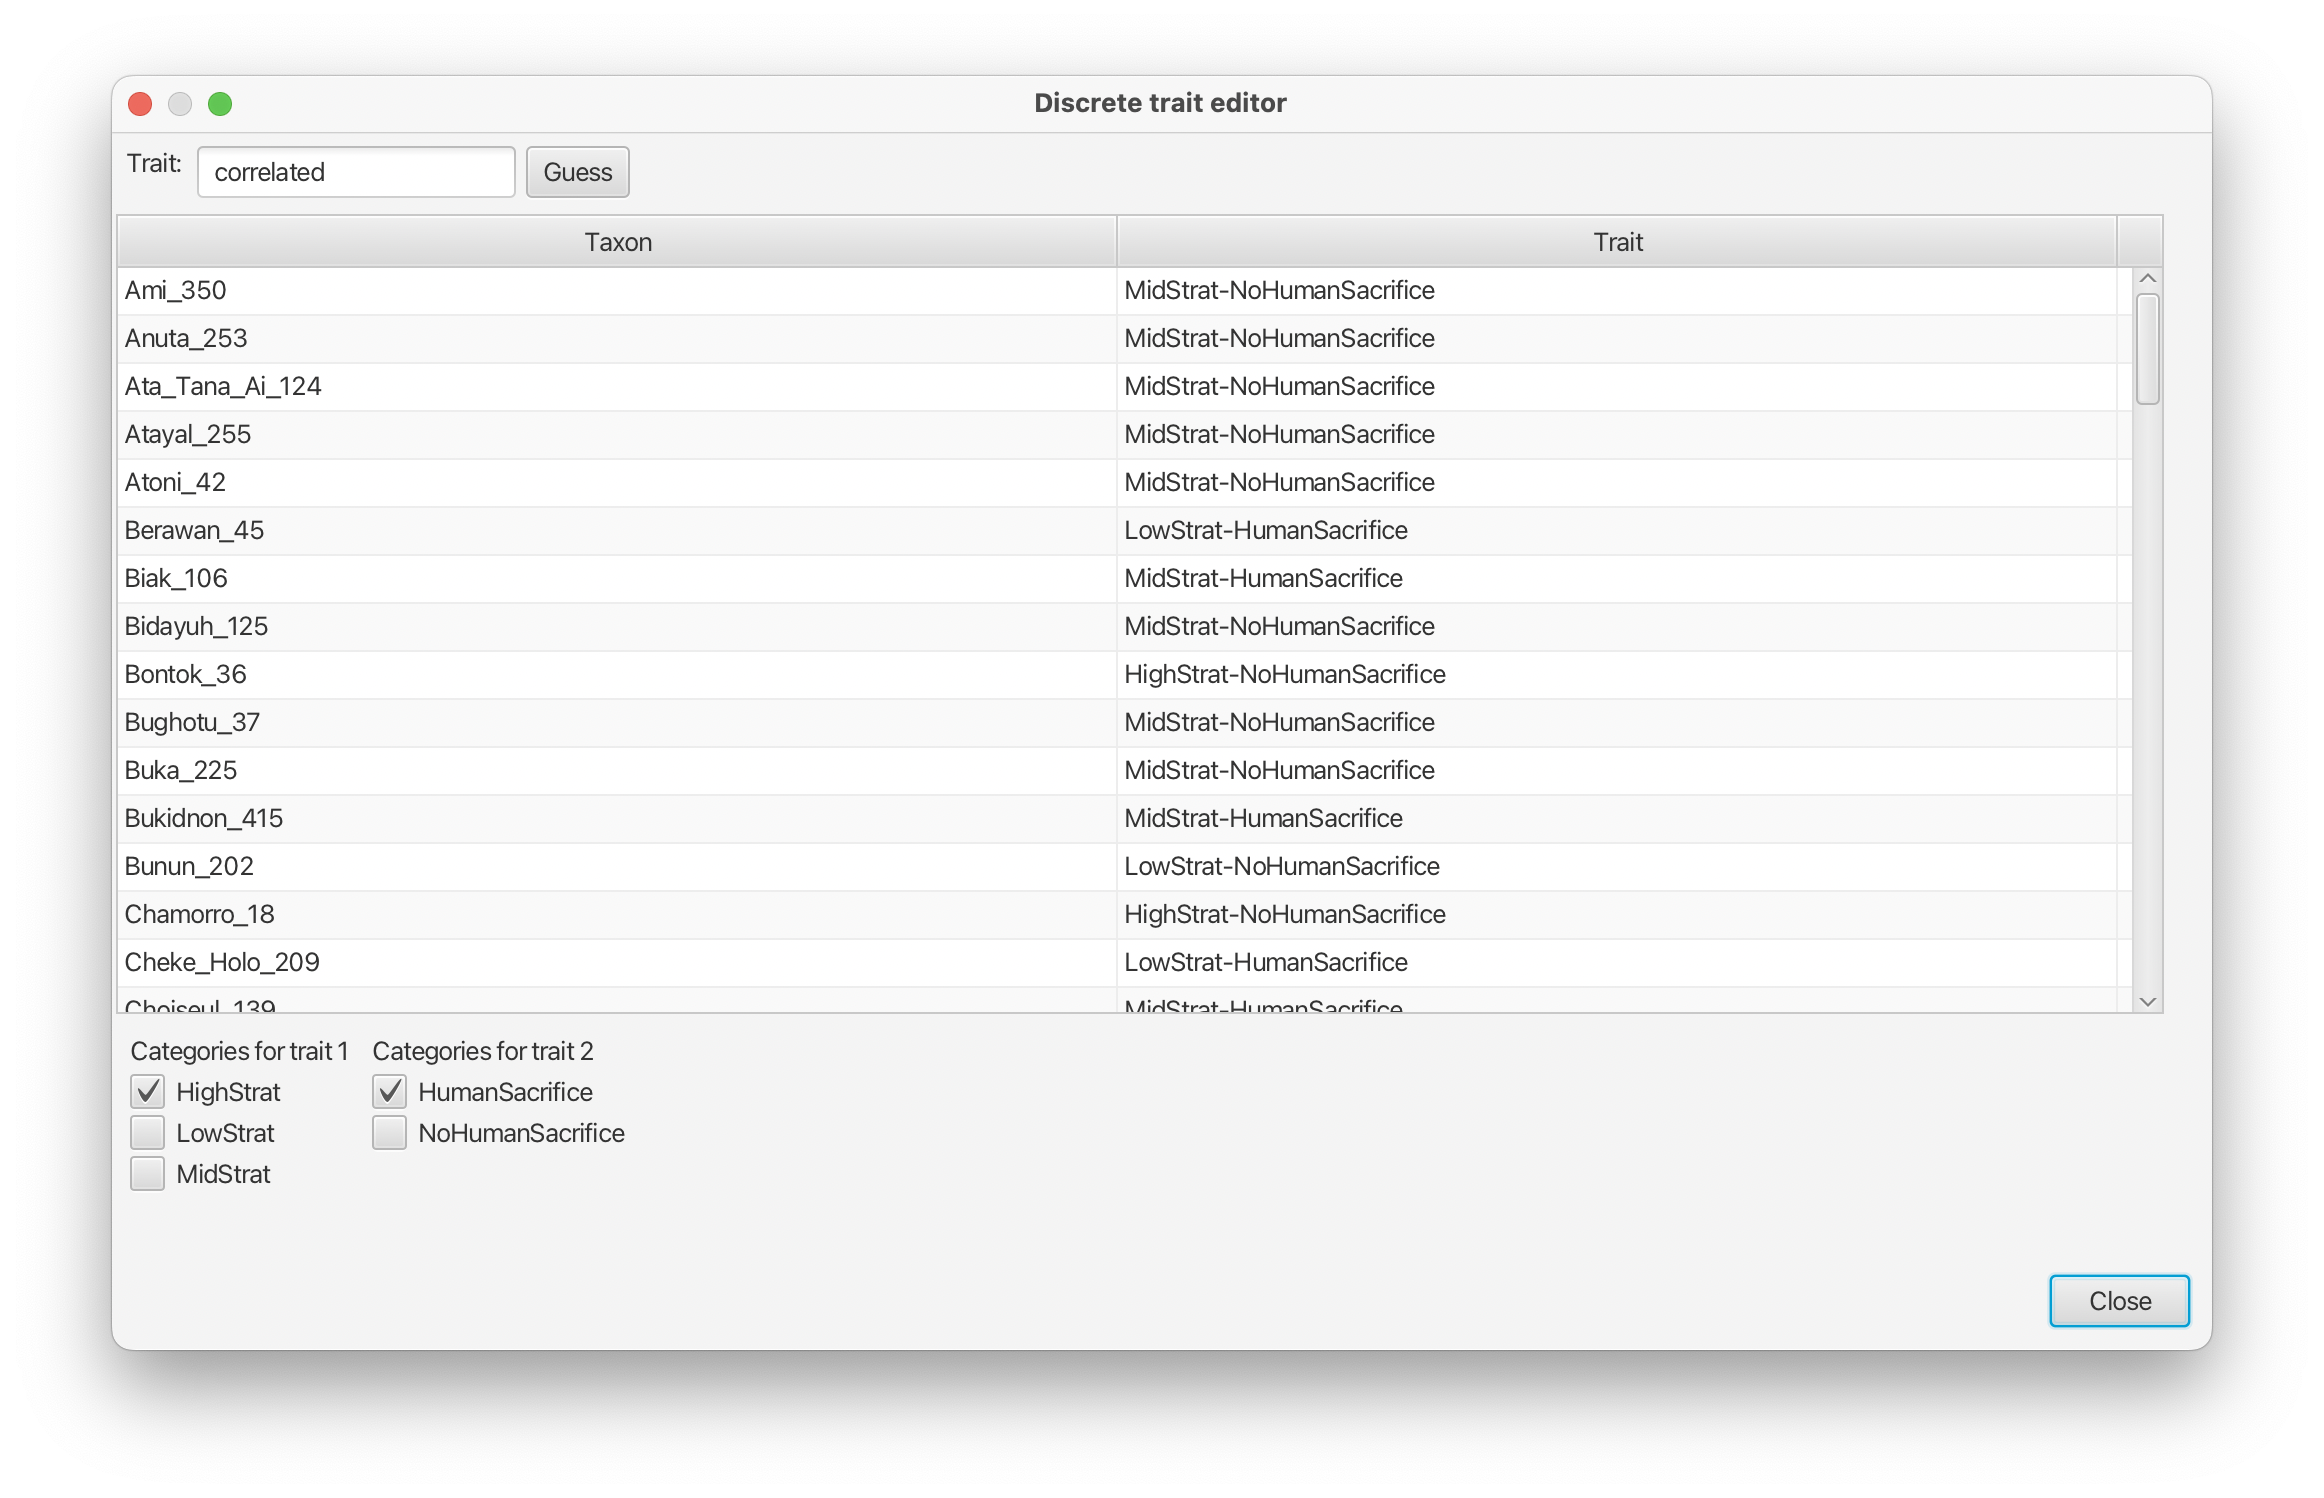 Discrete trait editor
Trait: correlated Guess
Taxon Trait
Ami_350 MidStrat-NoHumanSacrifice
Anuta_253 MidStrat-NoHumanSacrifice
Ata_Tana_Ai_124 MidStrat-NoHumanSacrifice
Atayal_255 MidStrat-NoHumanSacrifice
Atoni_42 MidStrat-NoHumanSacrifice
Berawan_45 LowStrat-HumanSacrifice
Biak_106 MidStrat-HumanSacrifice
Bidayuh_125 MidStrat-NoHumanSacrifice
Bontok_36 HighStrat-NoHumanSacrifice
Bughotu_37 MidStrat-NoHumanSacrifice
Buka_225 MidStrat-NoHumanSacrifice
Bukidnon_415 MidStrat-HumanSacrifice
Bunun_202 LowStrat-NoHumanSacrifice
Chamorro_18 HighStrat-NoHumanSacrifice
Cheke_Holo_209 LowStrat-HumanSacrifice
Choiseul_139 MidStrat-HumanSacrifice
Categories for trait 1 Categories for trait 2
HighStrat HumanSacrifice
LowStrat NoHumanSacrifice
MidStrat
Close